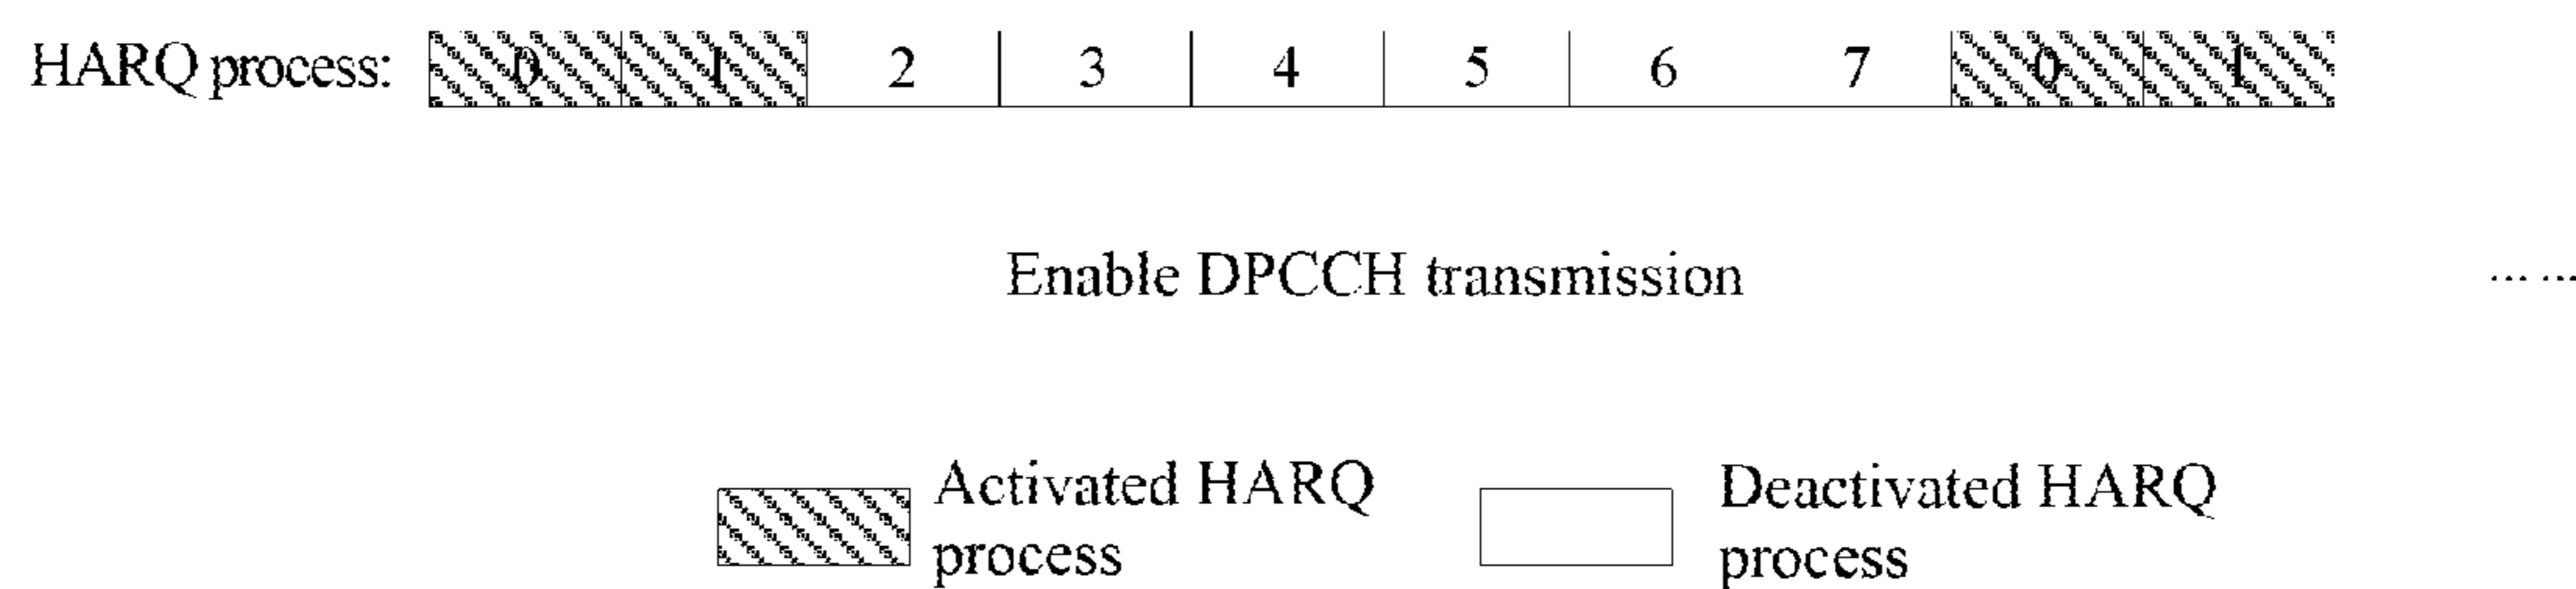 HARQ process: 0 1 2 3 4 5 6 7 0 1
Enable DPCCH transmission
... ...
Activated HARQ process
Deactivated HARQ process